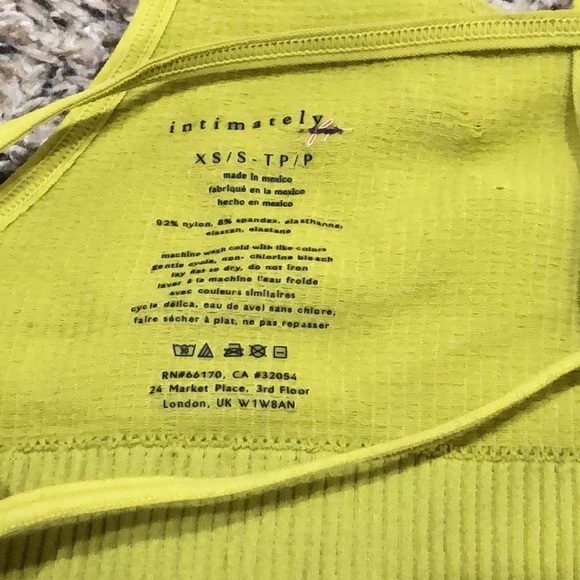 intimately fp
XS/S-TP/P
made in mexico
fabriqué en la mexico
hecho en mexico
92% nylon, 8% spandex, elasthanne,
elastan, elastane
machine wash cold with like colors
gentle cycle, non- chlorine bleach
lay flat to dry, do not iron
laver à la machine l'eau froide
avec couleurs similaires
cycle délica, eau de avel sans chlore,
faire sécher à plat, ne pas repasser
30
RN#66170, CA #32054
24 Market Place, 3rd Floor
London, UK W1W8AN